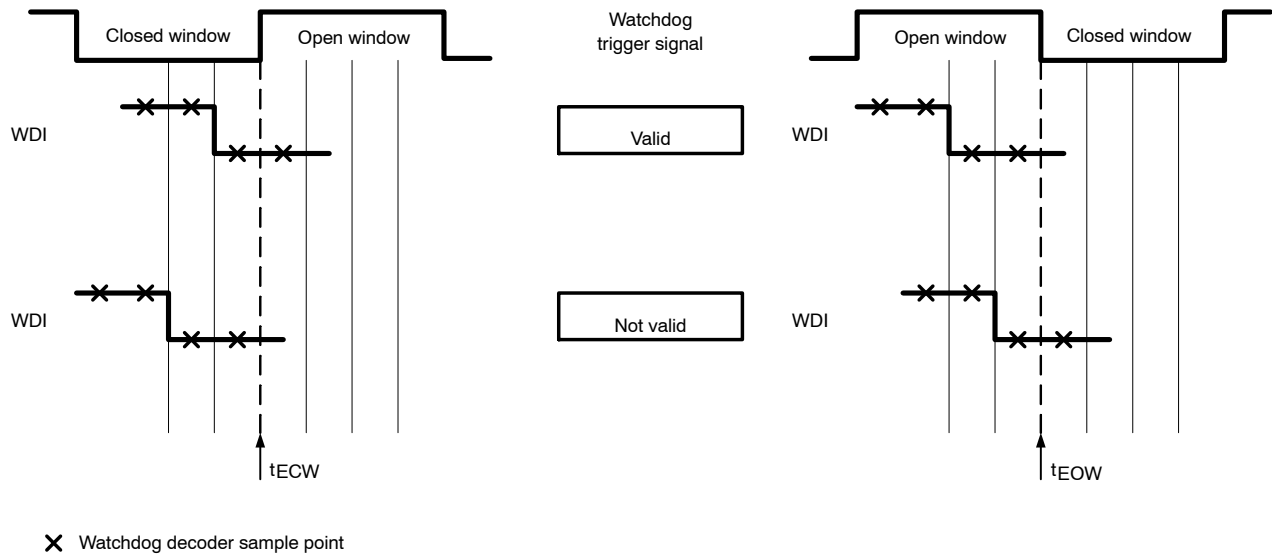 Closed window
Open window
Watchdog
trigger signal
Open window
Closed window
WDI
Valid
WDI
WDI
Not valid
WDI
tECW
tEOW
Watchdog decoder sample point